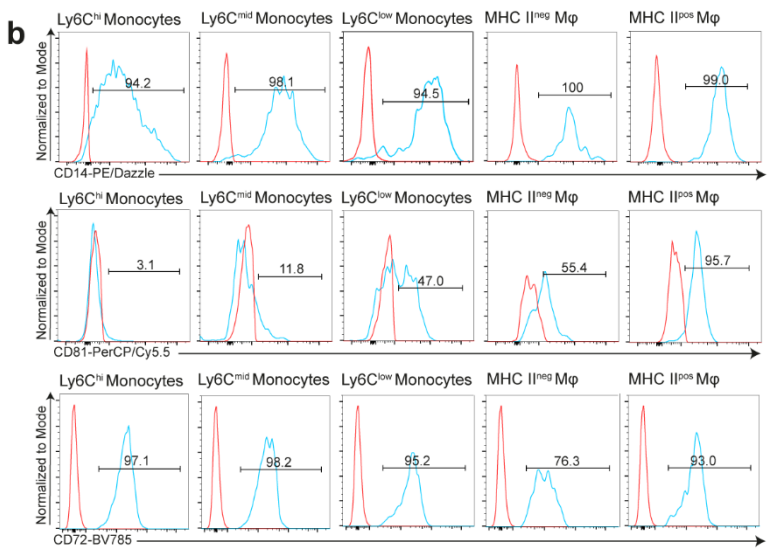 b
Ly6Chi Monocytes
Ly6Cmid Monocytes
Ly6Clow Monocytes
MHC IIneg Mφ
MHC IIpos Mφ
Normalized to Mode
94.2
98.1
94.5
100
99.0
CD14-PE/Dazzle
Ly6Chi Monocytes
Ly6Cmid Monocytes
Ly6Clow Monocytes
MHC IIneg Mφ
MHC IIpos Mφ
Normalized to Mode
3.1
11.8
47.0
55.4
95.7
CD81-PerCP/Cy5.5
Ly6Chi Monocytes
Ly6Cmid Monocytes
Ly6Clow Monocytes
MHC IIneg Mφ
MHC IIpos Mφ
Normalized to Mode
97.1
98.2
95.2
76.3
93.0
CD72-BV785